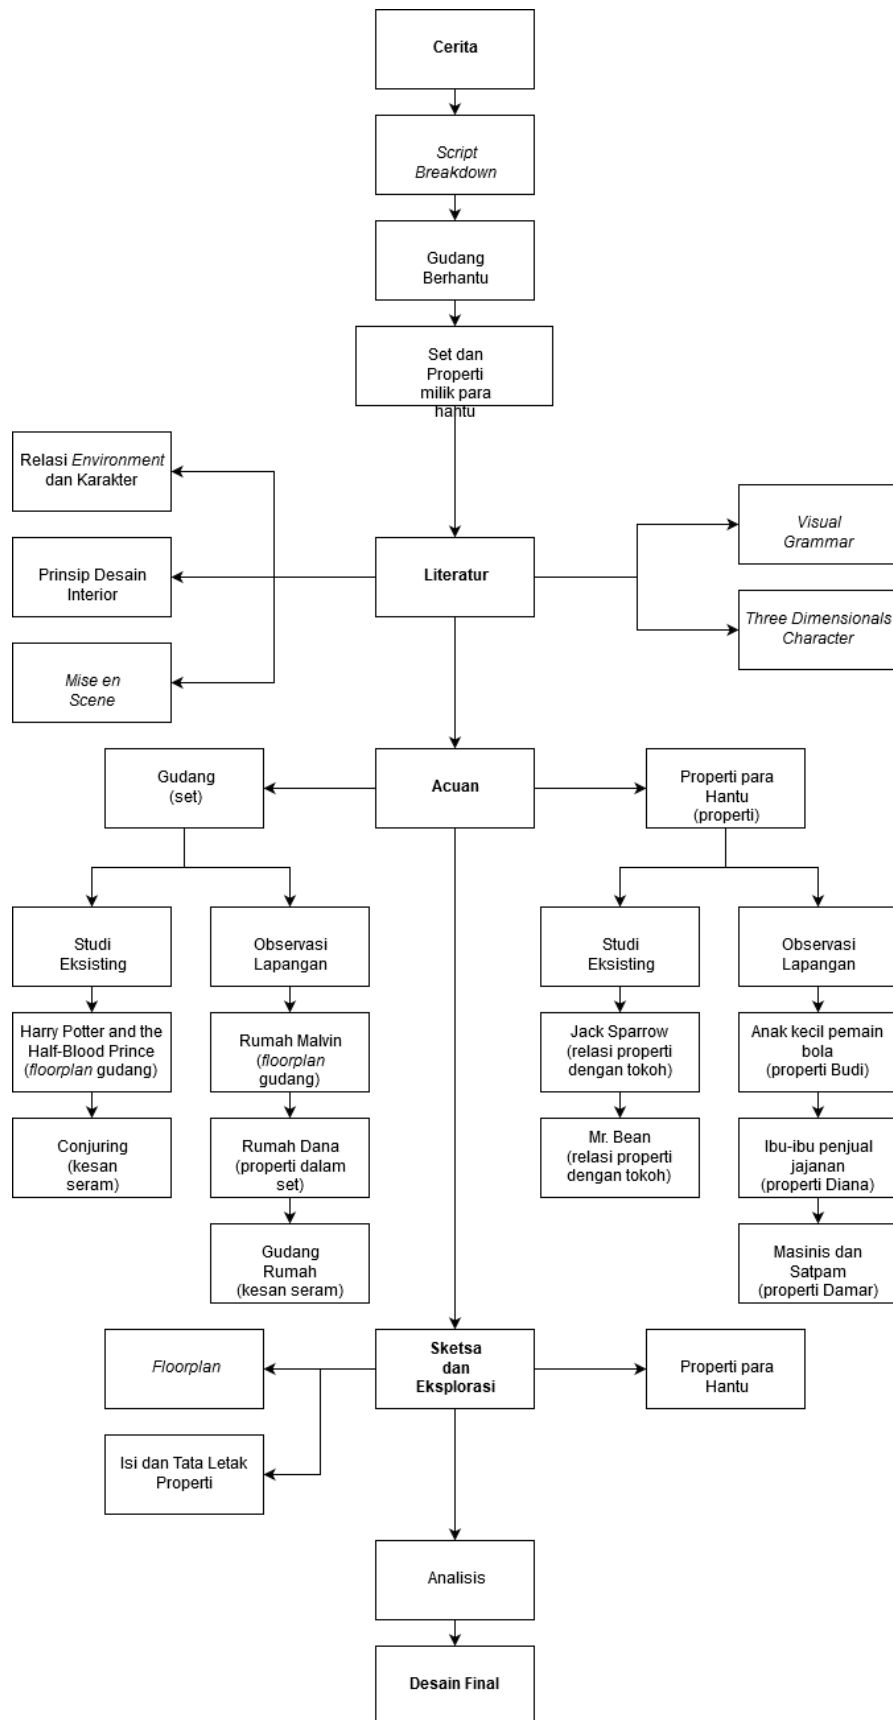 Cerita
Script
Breakdown
Gudang
Berhantu
Set dan
Properti
milik para
hantu
Relasi Environment
dan Karakter
Visual
Grammar
Prinsip Desain
Interior
Literatur
Three Dimensionals
Character
Mise en
Scene
Gudang
(set)
Acuan
Properti para
Hantu
(properti)
Studi
Eksisting
Observasi
Lapangan
Studi
Eksisting
Observasi
Lapangan
Harry Potter and the
Half-Blood Prince
(floorplan gudang)
Rumah Malvin
(floorplan
gudang)
Jack Sparrow
(relasi properti
dengan tokoh)
Anak kecil pemain
bola
(properti Budi)
Conjuring
(kesan
seram)
Rumah Dana
(properti dalam
set)
Mr. Bean
(relasi properti
dengan tokoh)
Ibu-ibu penjual
jajanan
(properti Diana)
Gudang
Rumah
(kesan seram)
Masinis dan
Satpam
(properti Damar)
Floorplan
Sketsa
dan
Eksplorasi
Properti para
Hantu
Isi dan Tata Letak
Properti
Analisis
Desain Final